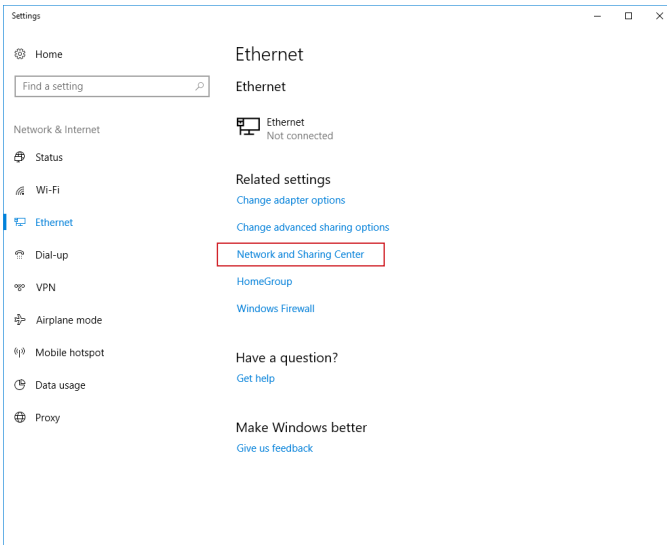 Settings
Home
Find a setting
Network & Internet
Status
Wi-Fi
Ethernet
Dial-up
VPN
Airplane mode
Mobile hotspot
Data usage
Proxy
Ethernet
Ethernet
Ethernet
Not connected
Related settings
Change adapter options
Change advanced sharing options
Network and Sharing Center
HomeGroup
Windows Firewall
Have a question?
Get help
Make Windows better
Give us feedback